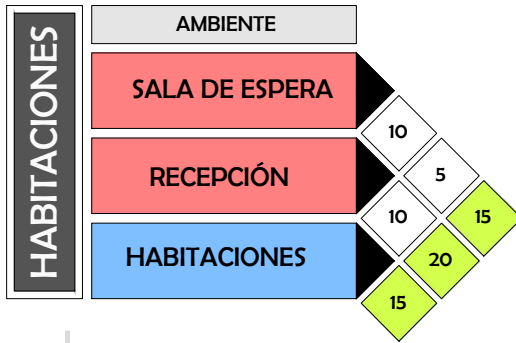 HABITACIONES
AMBIENTE
SALA DE ESPERA
10
5
RECEPCIÓN
10
15
HABITACIONES
20
15